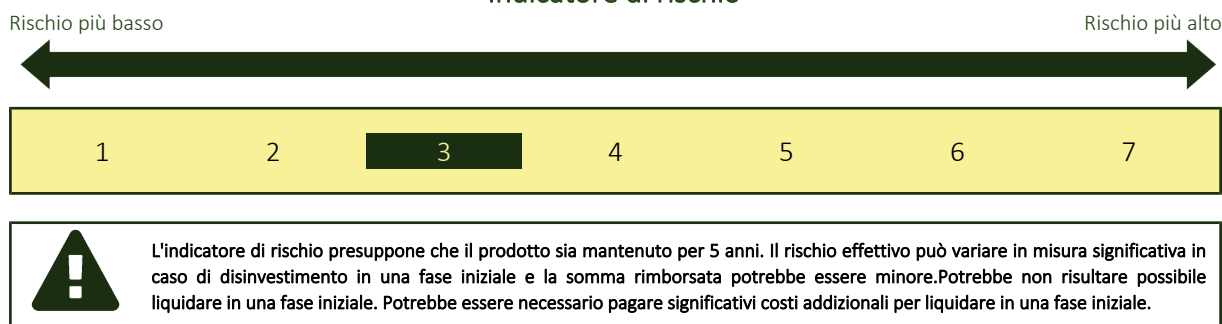 Indicatore di rischio
Rischio più basso Rischio più alto
1 2 3 4 5 6 7
L'indicatore di rischio presuppone che il prodotto sia mantenuto per 5 anni. Il rischio effettivo può variare in misura significativa in
caso di disinvestimento in una fase iniziale e la somma rimborsata potrebbe essere minore.Potrebbe non risultare possibile
liquidare in una fase iniziale. Potrebbe essere necessario pagare significativi costi addizionali per liquidare in una fase iniziale.